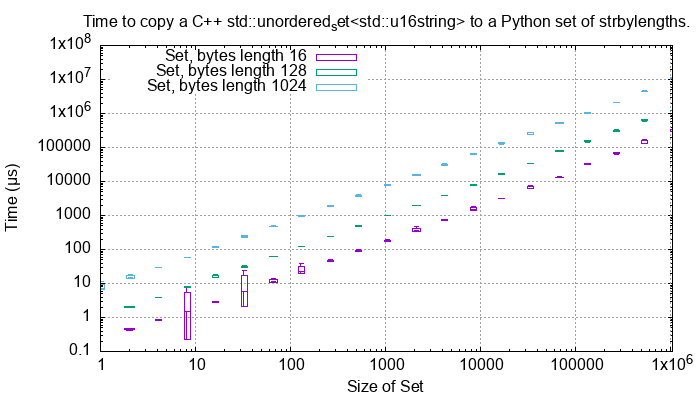 Time to copy a C++ std::unordered_set<std::u16string> to a Python set of strbylengths.
Set, bytes length 16
Set, bytes length 128
Set, bytes length 1024
1x10^8
1x10^7
1x10^6
100000
10000
1000
100
10
1
0.1
Time (µs)
1 10 100 1000 10000 100000 1x10^6
Size of Set